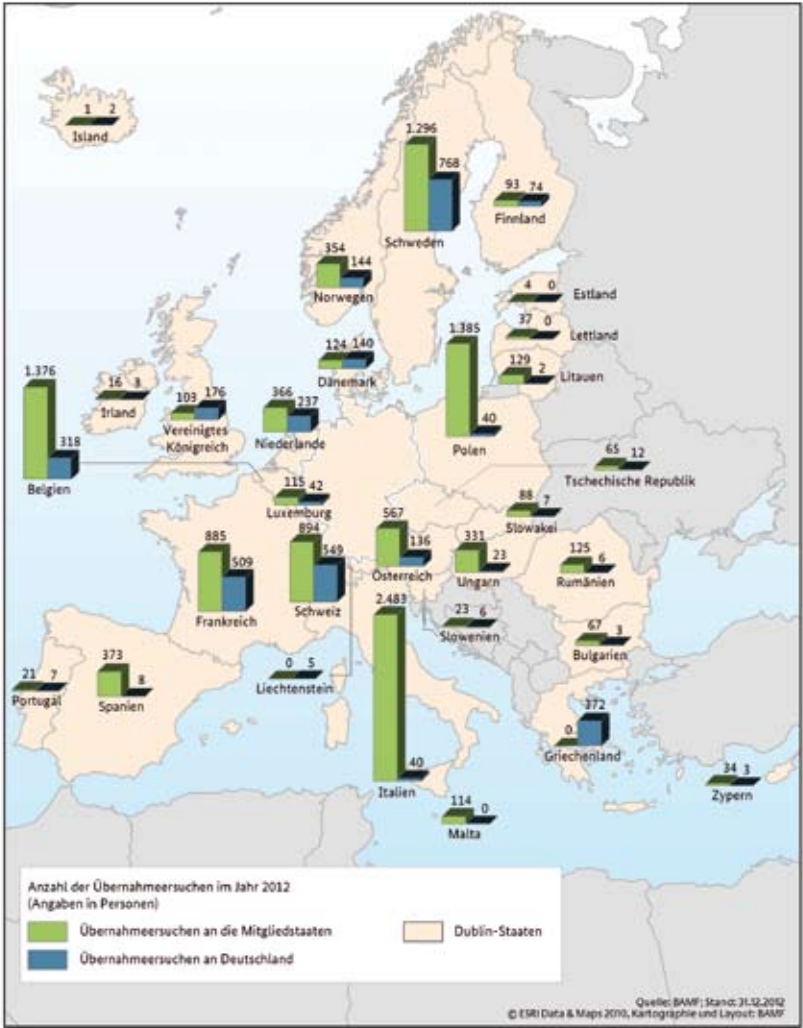 1 2
Island
1.296
768
Schweden
93 74
Finnland
354
144
Norwegen
4 0
Estland
37 0
Lettland
129
2
Litauen
124 140
Dänemark
1.385
40
Polen
1.376
318
Belgien
16 3
Irland
103 176
Vereinigtes
Königreich
366
237
Niederlande
65 12
Tschechische Republik
115 42
Luxemburg
88 7
Slowakei
885
509
Frankreich
894
549
Schweiz
567
136
Österreich
331
23
Ungarn
125
6
Rumänien
2.483
40
Italien
23 6
Slowenien
67 3
Bulgarien
21 7
Portugal
373
8
Spanien
0 5
Liechtenstein
0
372
Griechenland
34 3
Zypern
114 0
Malta
Anzahl der Übernahmeersuchen im Jahr 2012
(Angaben in Personen)
Übernahmeersuchen an die Mitgliedstaaten
Dublin-Staaten
Übernahmeersuchen an Deutschland
Quelle: BAMF; Stand: 31.12.2012
© ESRI Data & Maps 2010, Kartographie und Layout: BAMF